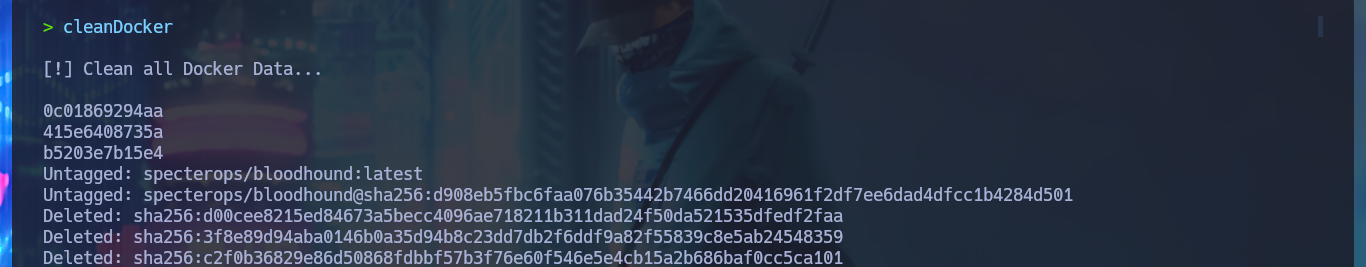 > cleanDocker
[!] Clean all Docker Data...
0c01869294aa
415e6408735a
b5203e7b15e4
Untagged: specterops/bloodhound:latest
Untagged: specterops/bloodhound@sha256:d908eb5fbc6faa076b35442b7466dd20416961f2df7ee6dad4dfcc1b4284d501
Deleted: sha256:d00cee8215ed84673a5becc4096ae718211b311dad24f50da521535dfedf2faa
Deleted: sha256:3f8e89d94aba0146b0a35d94b8c23dd7db2f6ddf9a82f55839c8e5ab24548359
Deleted: sha256:c2f0b36829e86d50868fdbbf57b3f76e60f546e5e4cb15a2b686baf0cc5ca101